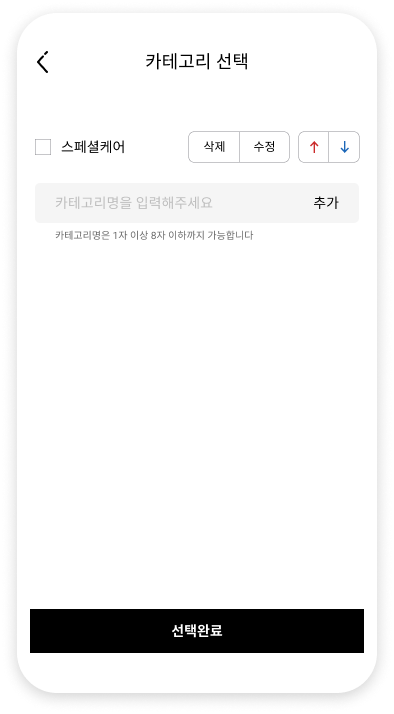 카테고리 선택
스페셜케어 삭제 수정
카테고리명을 입력해주세요 추가
카테고리명은 1자 이상 8자 이하까지 가능합니다
선택완료